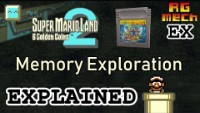 SUPER MARIO LAND
2
6 GOLDEN COINS
RG
mech
EX
Memory Exploration
EXPLAINED